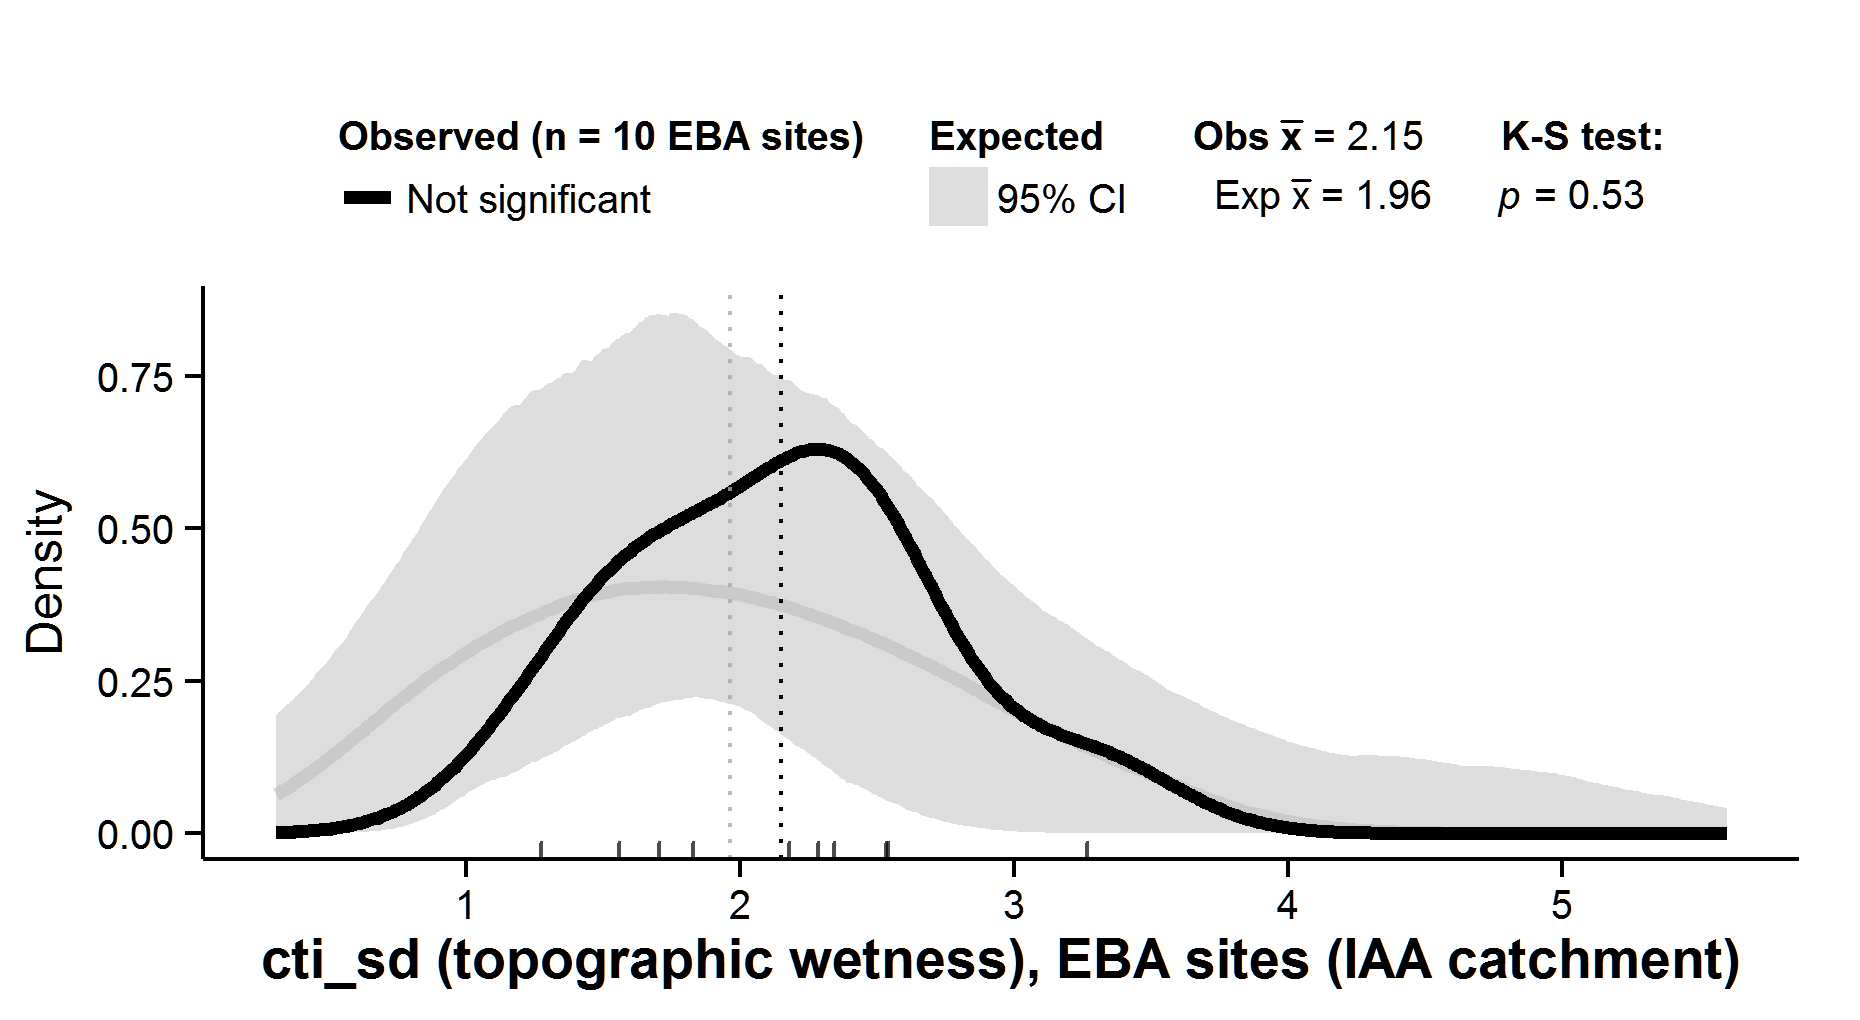 Observed (n = 10 EBA sites) Expected Obs x̅ = 2.15 K-S test:
Not significant 95% CI Exp x̅ = 1.96 p = 0.53
Density
0.75
0.50
0.25
0.00
1 2 3 4 5
cti_sd (topographic wetness), EBA sites (IAA catchment)